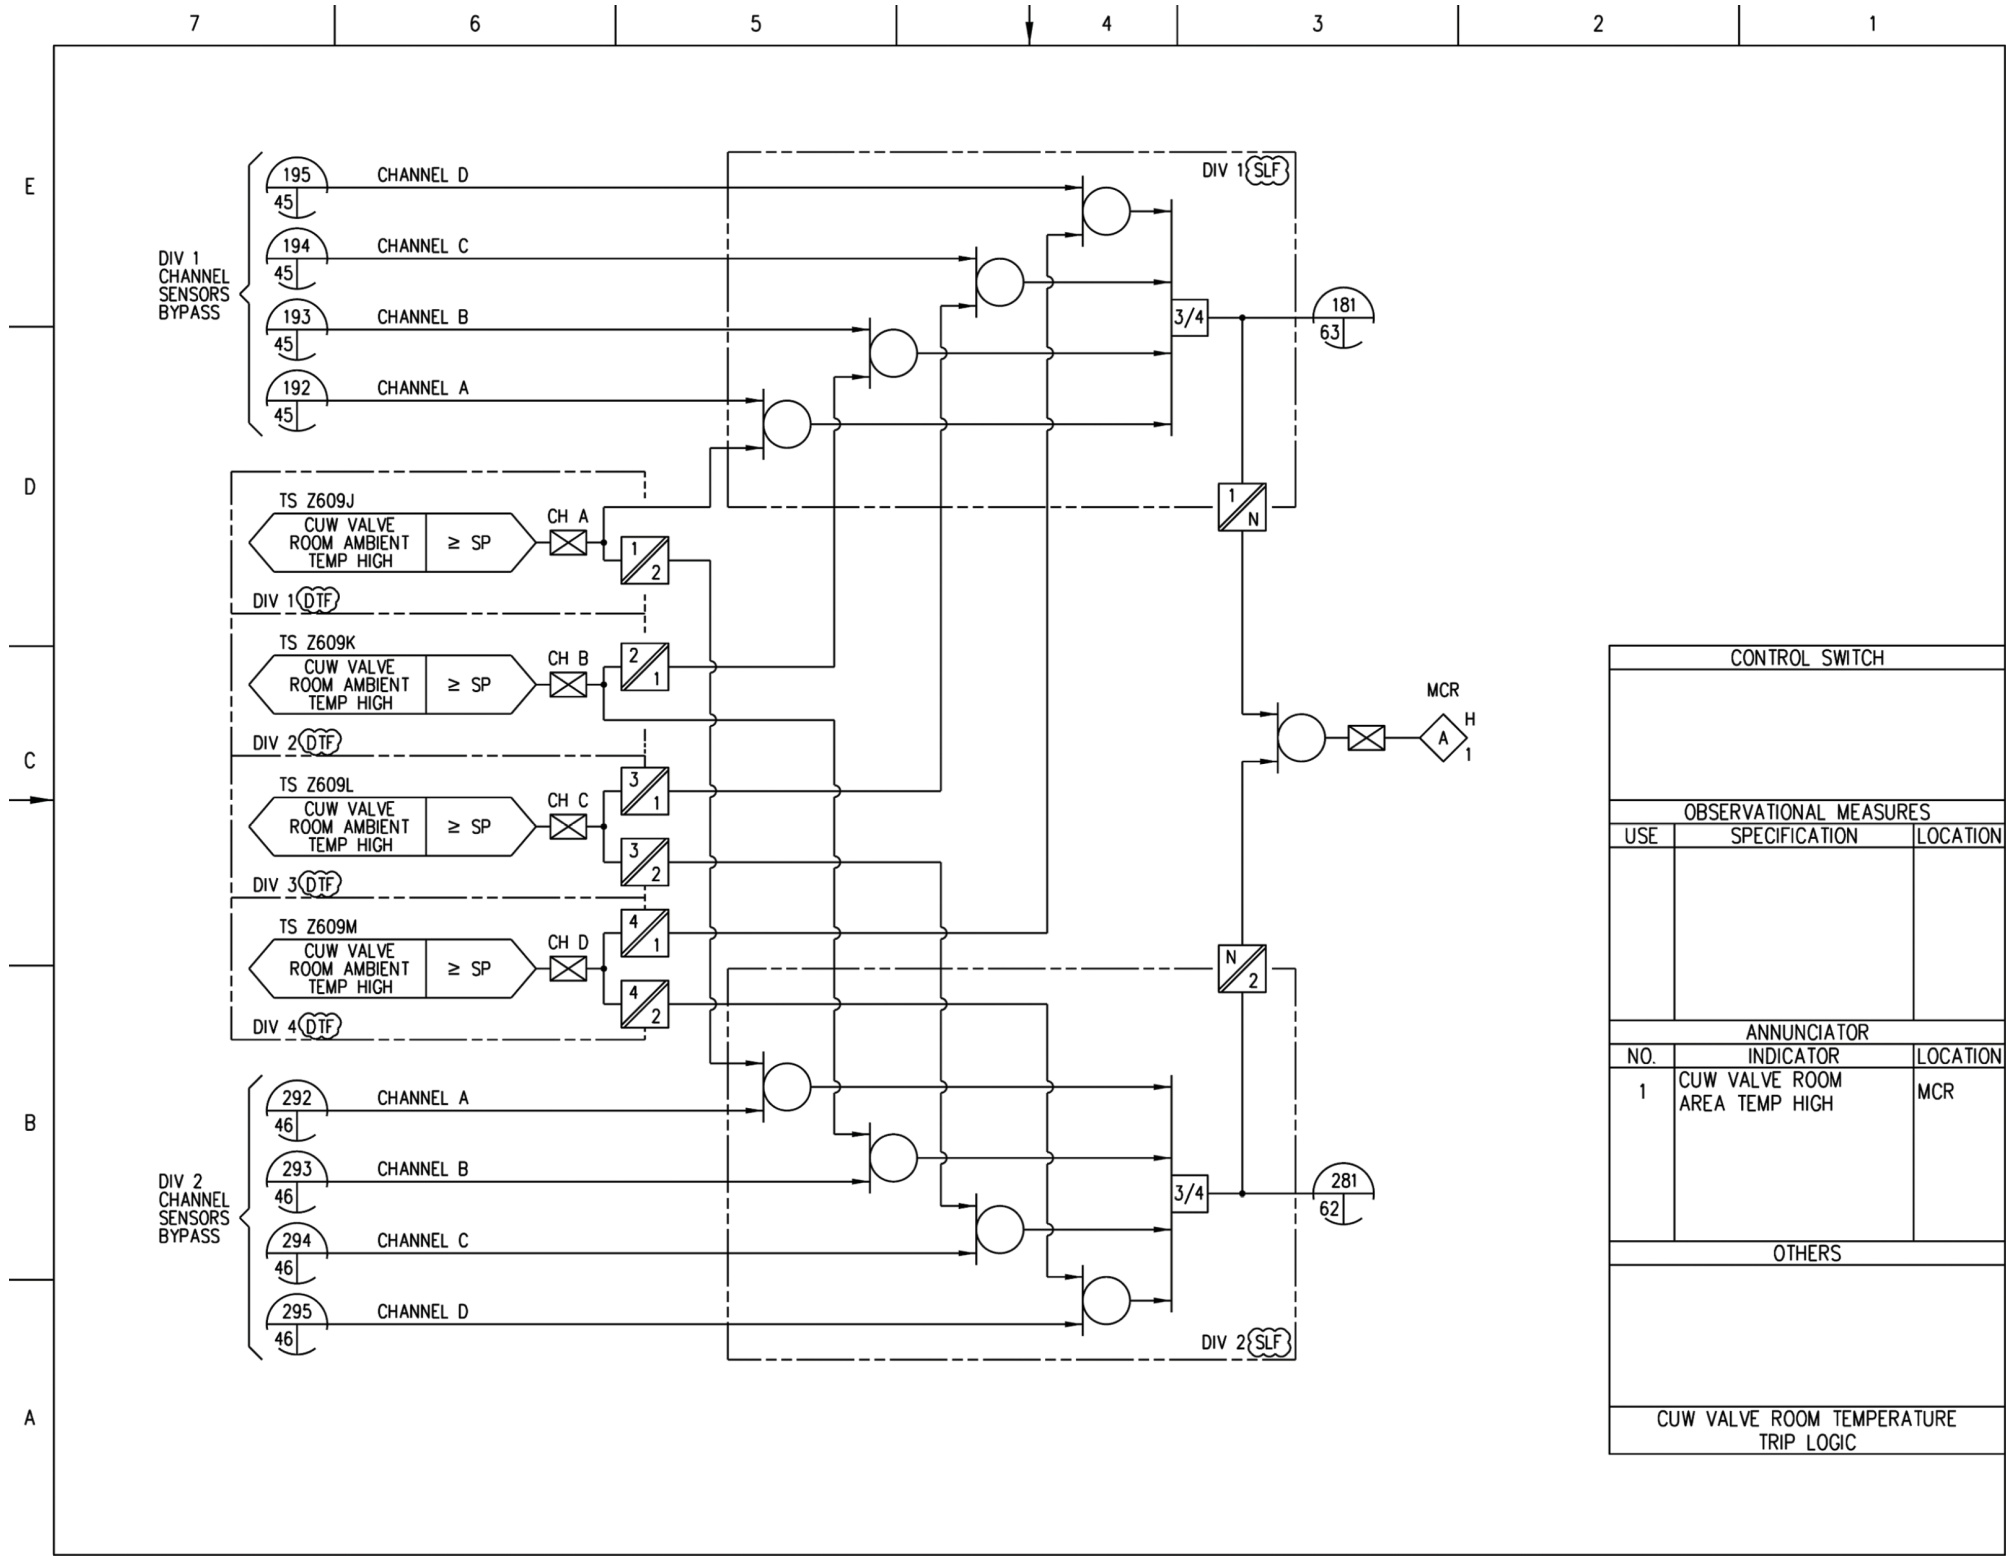 7 6 5 4 3 2 1
E
D
C
B
A
195
45
CHANNEL D
194
45
CHANNEL C
193
45
CHANNEL B
192
45
CHANNEL A
DIV 1
CHANNEL
SENSORS
BYPASS
DIV 1 SLF
3/4
181
63
1
N
TS Z609J
CUW VALVE
ROOM AMBIENT
TEMP HIGH
≥ SP
CH A
1
2
DIV 1 DTF
TS Z609K
CUW VALVE
ROOM AMBIENT
TEMP HIGH
≥ SP
CH B
2
1
DIV 2 DTF
TS Z609L
CUW VALVE
ROOM AMBIENT
TEMP HIGH
≥ SP
CH C
3
1
3
2
DIV 3 DTF
TS Z609M
CUW VALVE
ROOM AMBIENT
TEMP HIGH
≥ SP
CH D
4
1
4
2
DIV 4 DTF
MCR
A
H
1
N
2
292
46
CHANNEL A
293
46
CHANNEL B
294
46
CHANNEL C
295
46
CHANNEL D
DIV 2
CHANNEL
SENSORS
BYPASS
3/4
281
62
DIV 2 SLF
CONTROL SWITCH
OBSERVATIONAL MEASURES
USE SPECIFICATION LOCATION
ANNUNCIATOR
NO. INDICATOR LOCATION
1 CUW VALVE ROOM MCR
AREA TEMP HIGH
OTHERS
CUW VALVE ROOM TEMPERATURE
TRIP LOGIC